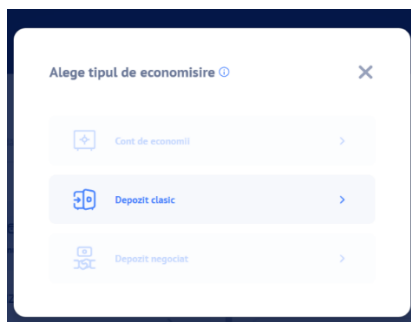 Alege tipul de economisire
Cont de economii
Depozit clasic
Depozit negociat